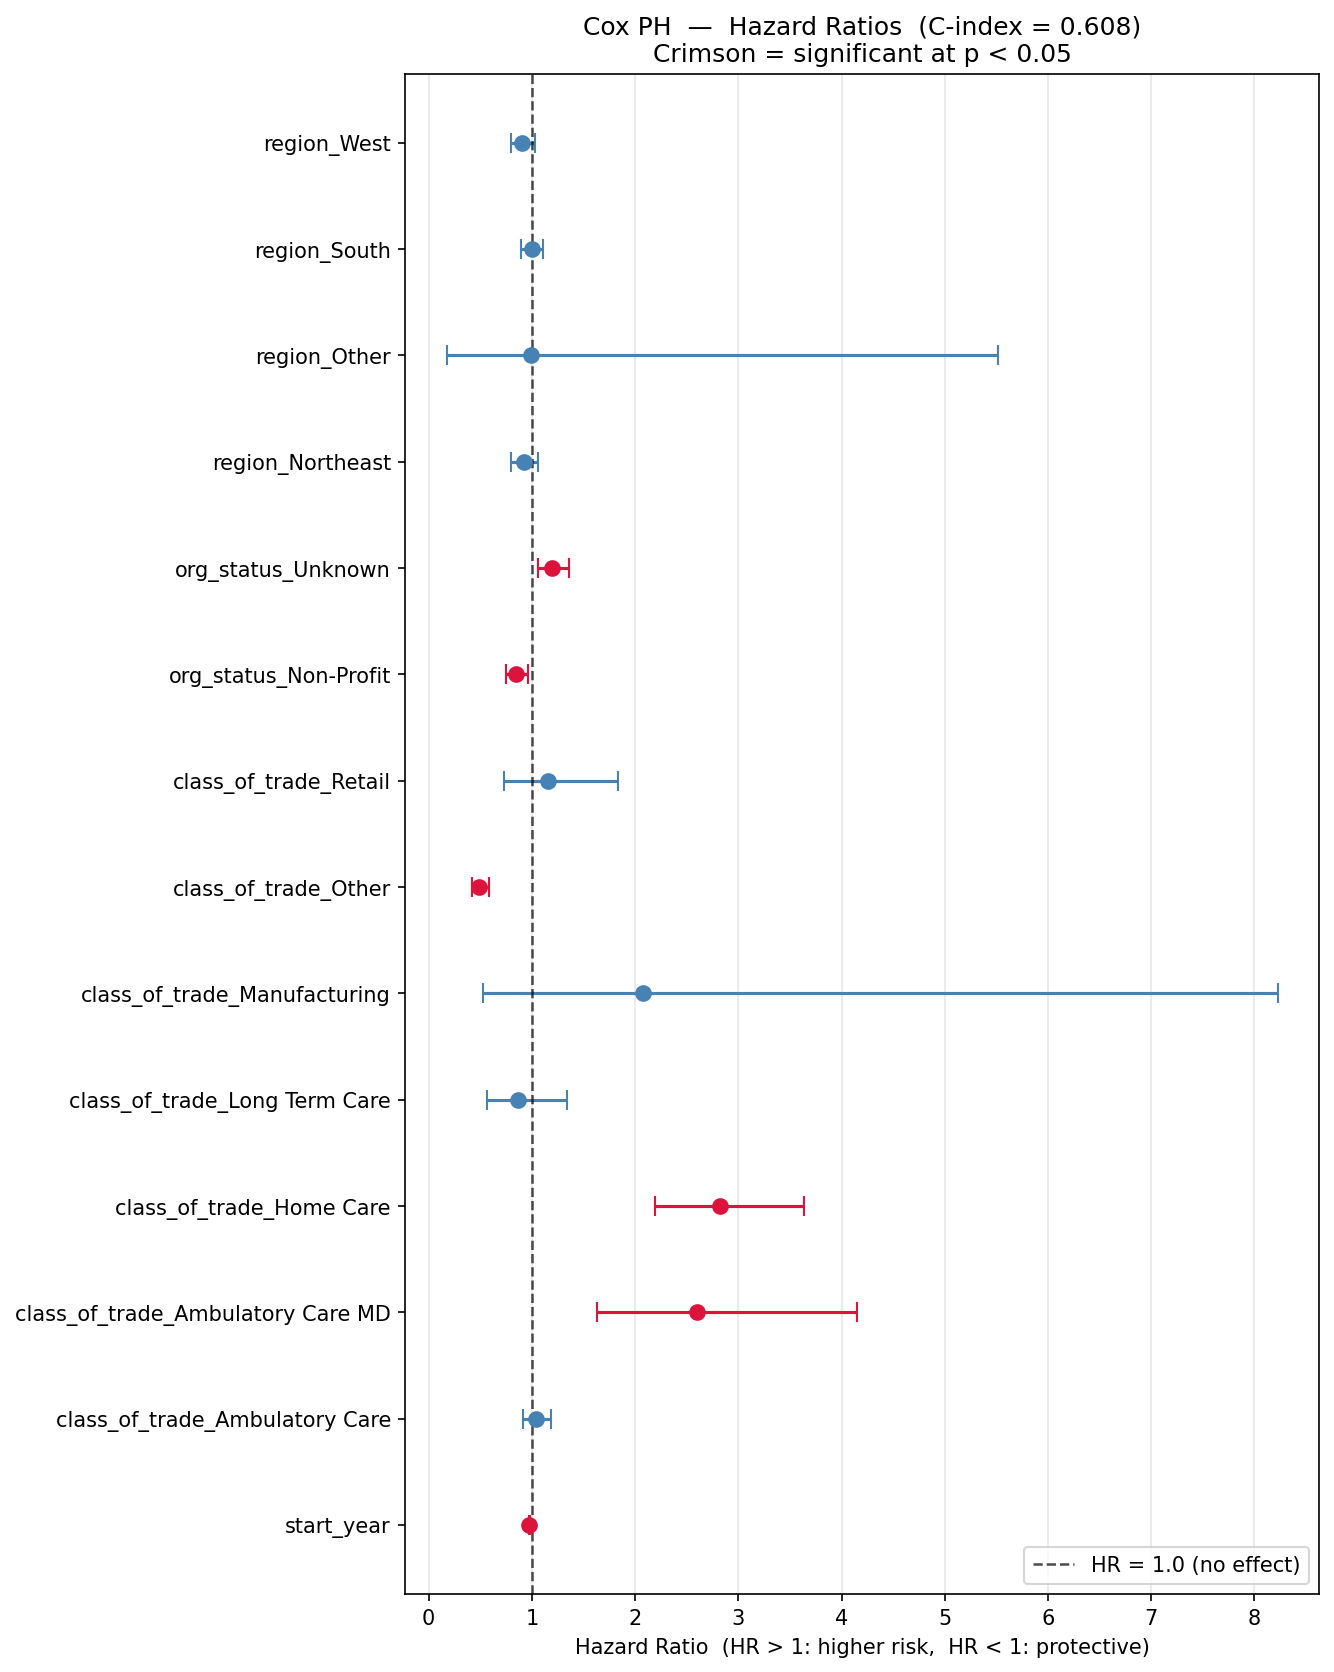 Cox PH  —  Hazard Ratios  (C-index = 0.608)
Crimson = significant at p < 0.05
region_West
region_South
region_Other
region_Northeast
org_status_Unknown
org_status_Non-Profit
class_of_trade_Retail
class_of_trade_Other
class_of_trade_Manufacturing
class_of_trade_Long Term Care
class_of_trade_Home Care
class_of_trade_Ambulatory Care MD
class_of_trade_Ambulatory Care
start_year
HR = 1.0 (no effect)
0 1 2 3 4 5 6 7 8
Hazard Ratio  (HR > 1: higher risk,  HR < 1: protective)